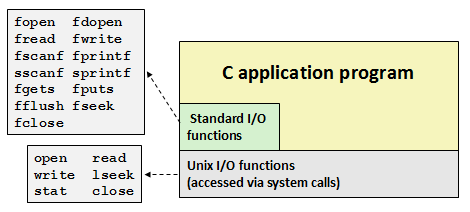 fopen fdopen
fread fwrite
fscanf fprintf
sscanf sprintf
fgets fputs
fflush fseek
fclose
C application program
Standard I/O
functions
open read
write lseek
stat close
Unix I/O functions
(accessed via system calls)